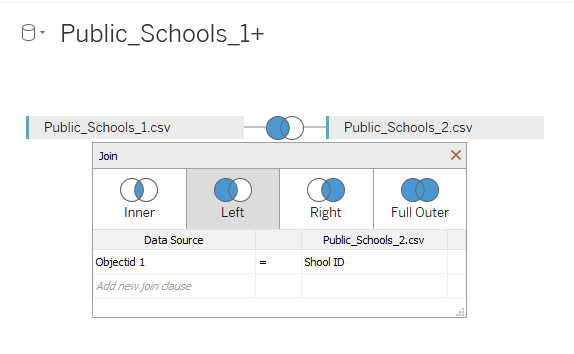 Public_Schools_1+
Public_Schools_1.csv Public_Schools_2.csv
Join
Inner Left Right Full Outer
Data Source Public_Schools_2.csv
Objectid 1 = Shool ID
Add new join clause